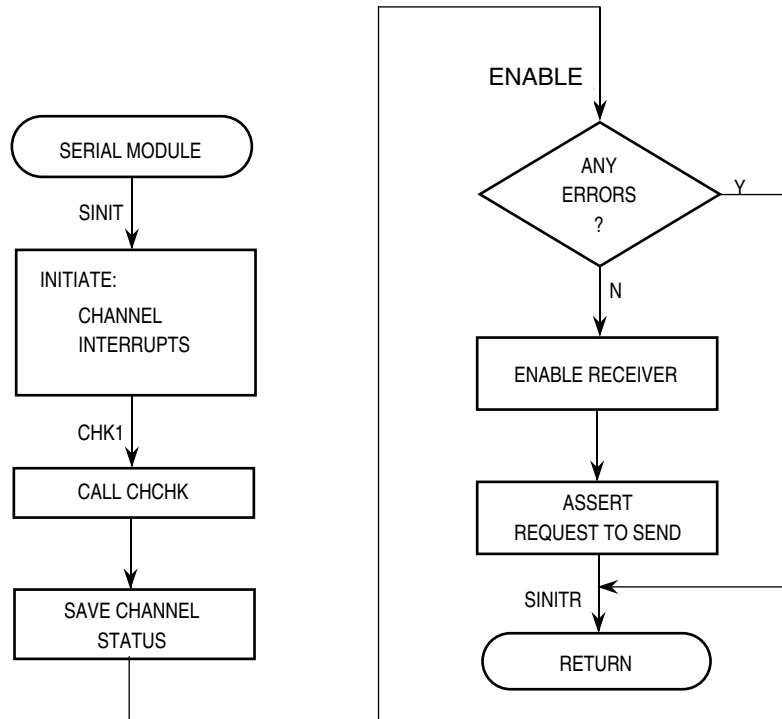 SERIAL MODULE
SINIT
INITIATE:
CHANNEL
INTERRUPTS
CHK1
CALL CHCHK
SAVE CHANNEL
STATUS
ENABLE
ANY
ERRORS
?
Y
N
ENABLE RECEIVER
ASSERT
REQUEST TO SEND
SINITR
RETURN